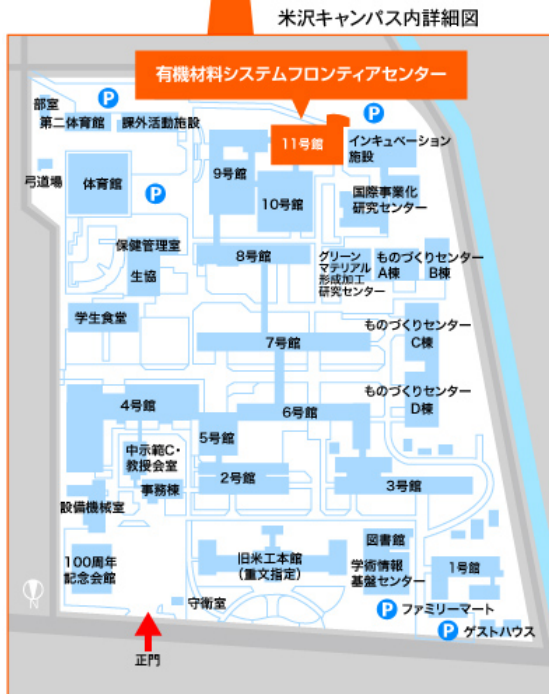 米沢キャンパス内詳細図
有機材料システムフロンティアセンター
部室
P
第二体育館
課外活動施設
P
11号館
インキュベーション
施設
弓道場
体育館
P
9号館
10号館
国際事業化
研究センター
保健管理室
生協
8号館
グリーン
マテリアル
形成加工
研究センター
ものづくりセンター
A棟
B棟
学生食堂
7号館
ものづくりセンター
C棟
ものづくりセンター
D棟
4号館
6号館
5号館
中示範C・
教授会室
2号館
3号館
事務棟
設備機械室
図書館
100周年
記念会館
旧米工本館
(重文指定)
学術情報
基盤センター
1号館
N
守衛室
P ファミリーマート
P ゲストハウス
正門